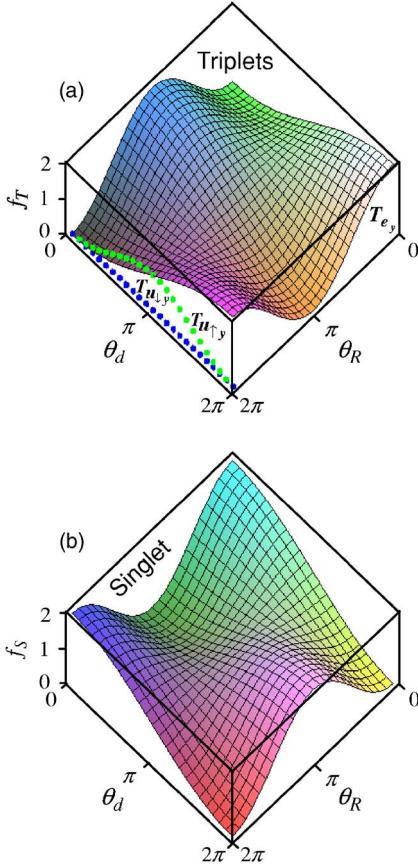 Triplets
(a)
2
1
0
f_T
0
π
2π
θ_d
T_{u↓y}
T_{u↑y}
T_{e_y}
0
π
2π
θ_R
(b)
Singlet
2
1
0
f_S
0
π
2π
θ_d
0
π
2π
θ_R